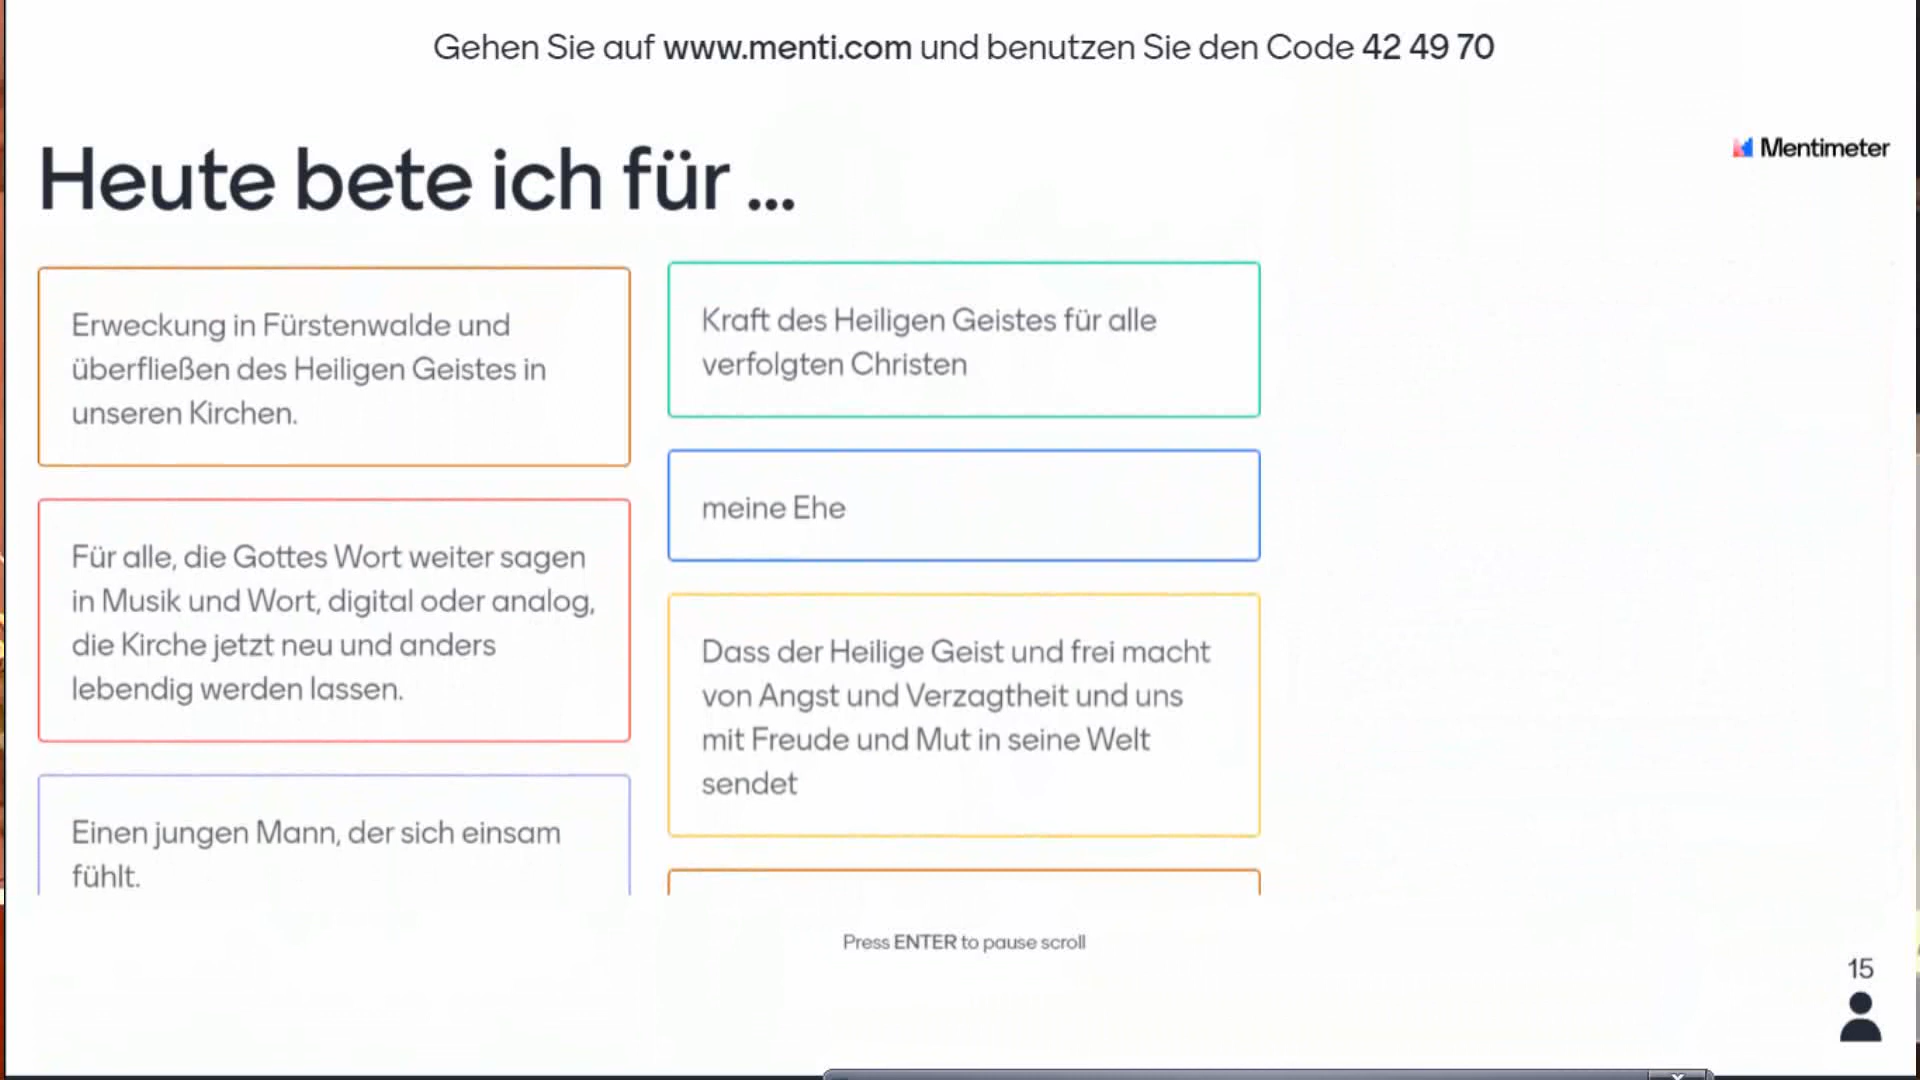 Gehen Sie auf www.menti.com und benutzen Sie den Code 42 49 70
Heute bete ich für ...
Mentimeter
Erweckung in Fürstenwalde und
überfließen des Heiligen Geistes in
unseren Kirchen.
Für alle, die Gottes Wort weiter sagen
in Musik und Wort, digital oder analog,
die Kirche jetzt neu und anders
lebendig werden lassen.
Einen jungen Mann, der sich einsam
fühlt.
Kraft des Heiligen Geistes für alle
verfolgten Christen
meine Ehe
Dass der Heilige Geist und frei macht
von Angst und Verzagtheit und uns
mit Freude und Mut in seine Welt
sendet
Press ENTER to pause scroll
15